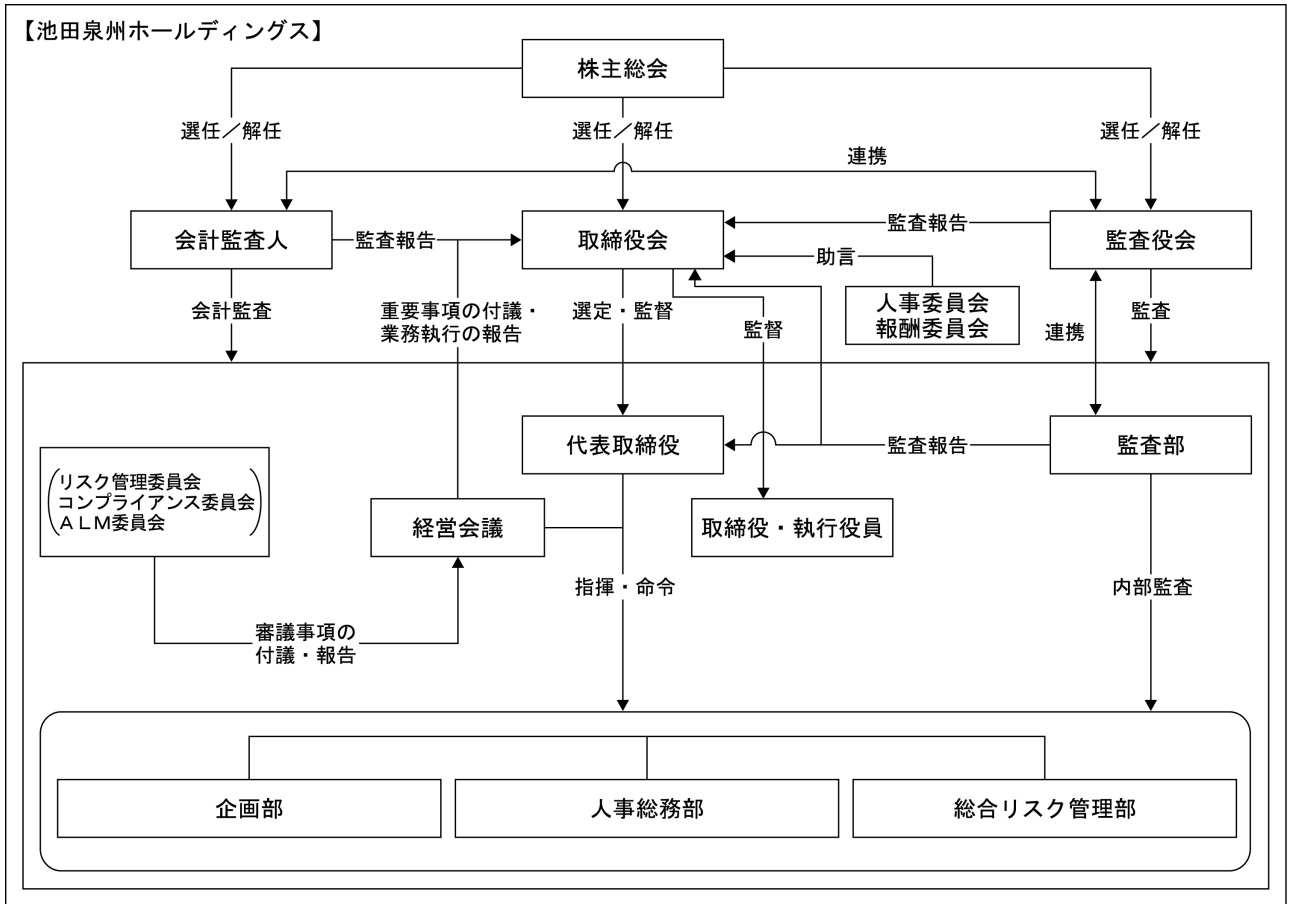 【池田泉州ホールディングス】
株主総会
選任／解任
選任／解任
選任／解任
連携
会計監査人
監査報告
取締役会
監査報告
監査役会
助言
人事委員会
報酬委員会
会計監査
重要事項の付議・
業務執行の報告
選定・監督
監督
連携
監査
代表取締役
監査報告
監査部
リスク管理委員会
コンプライアンス委員会
ＡＬＭ委員会
経営会議
取締役・執行役員
指揮・命令
内部監査
審議事項の
付議・報告
企画部
人事総務部
総合リスク管理部